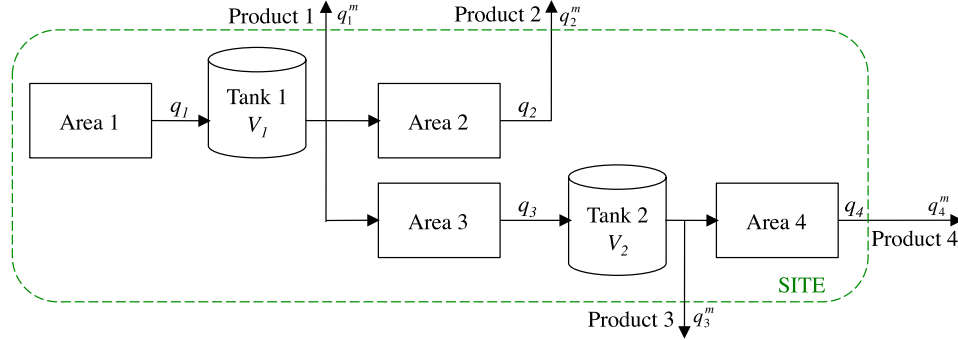 Product 1 q₁ᵐ
Product 2 q₂ᵐ
Area 1
q₁
Tank 1
V₁
Area 2
q₂
Area 3
q₃
Tank 2
V₂
Area 4
q₄
q₄ᵐ
Product 4
SITE
Product 3 q₃ᵐ